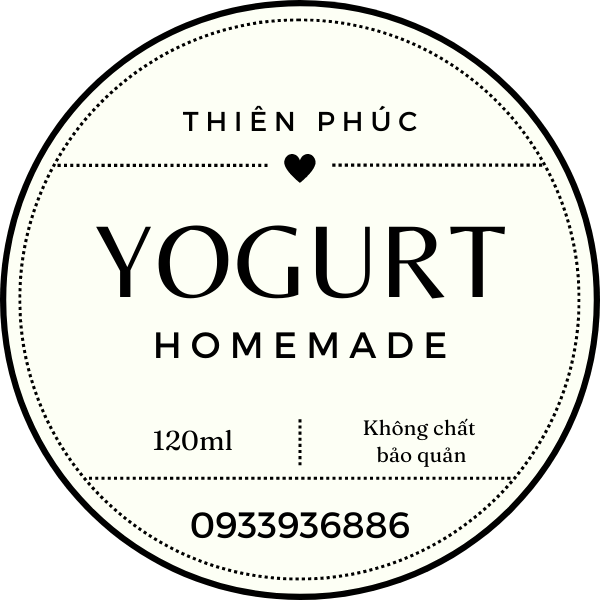 THIÊN PHÚC
YOGURT
HOMEMADE
120ml
Không chất
bảo quản
0933936886